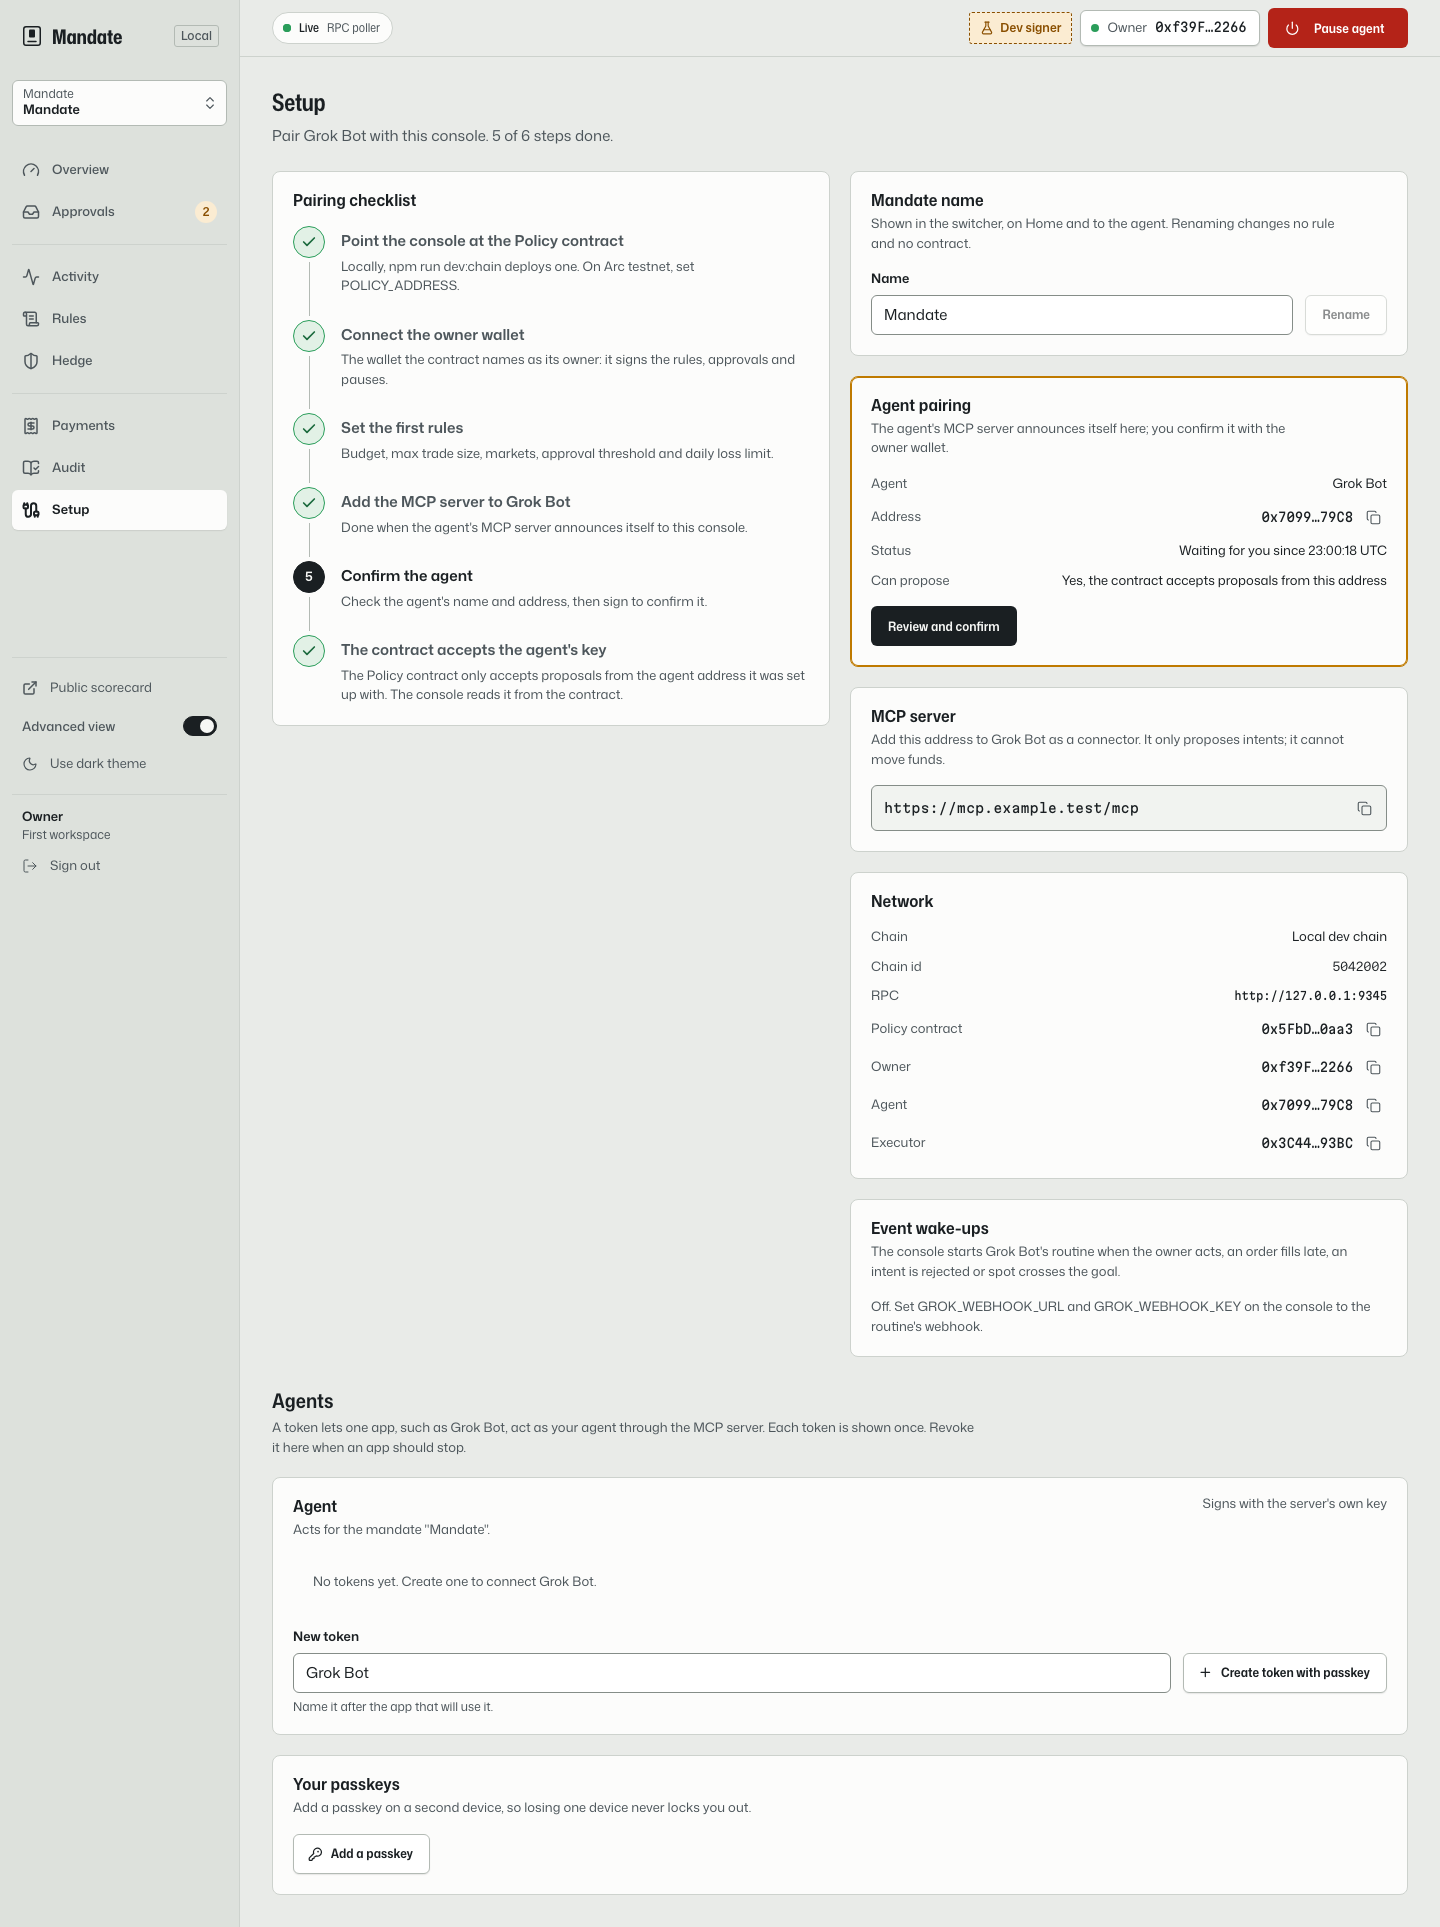 Mandate
Local
Mandate
Mandate
Overview
Approvals
2
Activity
Rules
Hedge
Payments
Audit
Setup
Public scorecard
Advanced view
Use dark theme
Owner
First workspace
Sign out
Live RPC poller
Dev signer
Owner 0xf39F…2266
Pause agent
Setup
Pair Grok Bot with this console. 5 of 6 steps done.
Pairing checklist
Point the console at the Policy contract
Locally, npm run dev:chain deploys one. On Arc testnet, set
POLICY_ADDRESS.
Connect the owner wallet
The wallet the contract names as its owner: it signs the rules, approvals and
pauses.
Set the first rules
Budget, max trade size, markets, approval threshold and daily loss limit.
Add the MCP server to Grok Bot
Done when the agent's MCP server announces itself to this console.
5
Confirm the agent
Check the agent's name and address, then sign to confirm it.
The contract accepts the agent's key
The Policy contract only accepts proposals from the agent address it was set
up with. The console reads it from the contract.
Mandate name
Shown in the switcher, on Home and to the agent. Renaming changes no rule
and no contract.
Name
Mandate
Rename
Agent pairing
The agent's MCP server announces itself here; you confirm it with the
owner wallet.
Agent Grok Bot
Address 0x7099…79C8
Status Waiting for you since 23:00:18 UTC
Can propose Yes, the contract accepts proposals from this address
Review and confirm
MCP server
Add this address to Grok Bot as a connector. It only proposes intents; it cannot
move funds.
https://mcp.example.test/mcp
Network
Chain Local dev chain
Chain id 5042002
RPC http://127.0.0.1:9345
Policy contract 0x5FbD…0aa3
Owner 0xf39F…2266
Agent 0x7099…79C8
Executor 0x3C44…93BC
Event wake-ups
The console starts Grok Bot's routine when the owner acts, an order fills late, an
intent is rejected or spot crosses the goal.
Off. Set GROK_WEBHOOK_URL and GROK_WEBHOOK_KEY on the console to the
routine's webhook.
Agents
A token lets one app, such as Grok Bot, act as your agent through the MCP server. Each token is shown once. Revoke
it here when an app should stop.
Agent
Signs with the server's own key
Acts for the mandate "Mandate".
No tokens yet. Create one to connect Grok Bot.
New token
Grok Bot
Create token with passkey
Name it after the app that will use it.
Your passkeys
Add a passkey on a second device, so losing one device never locks you out.
Add a passkey